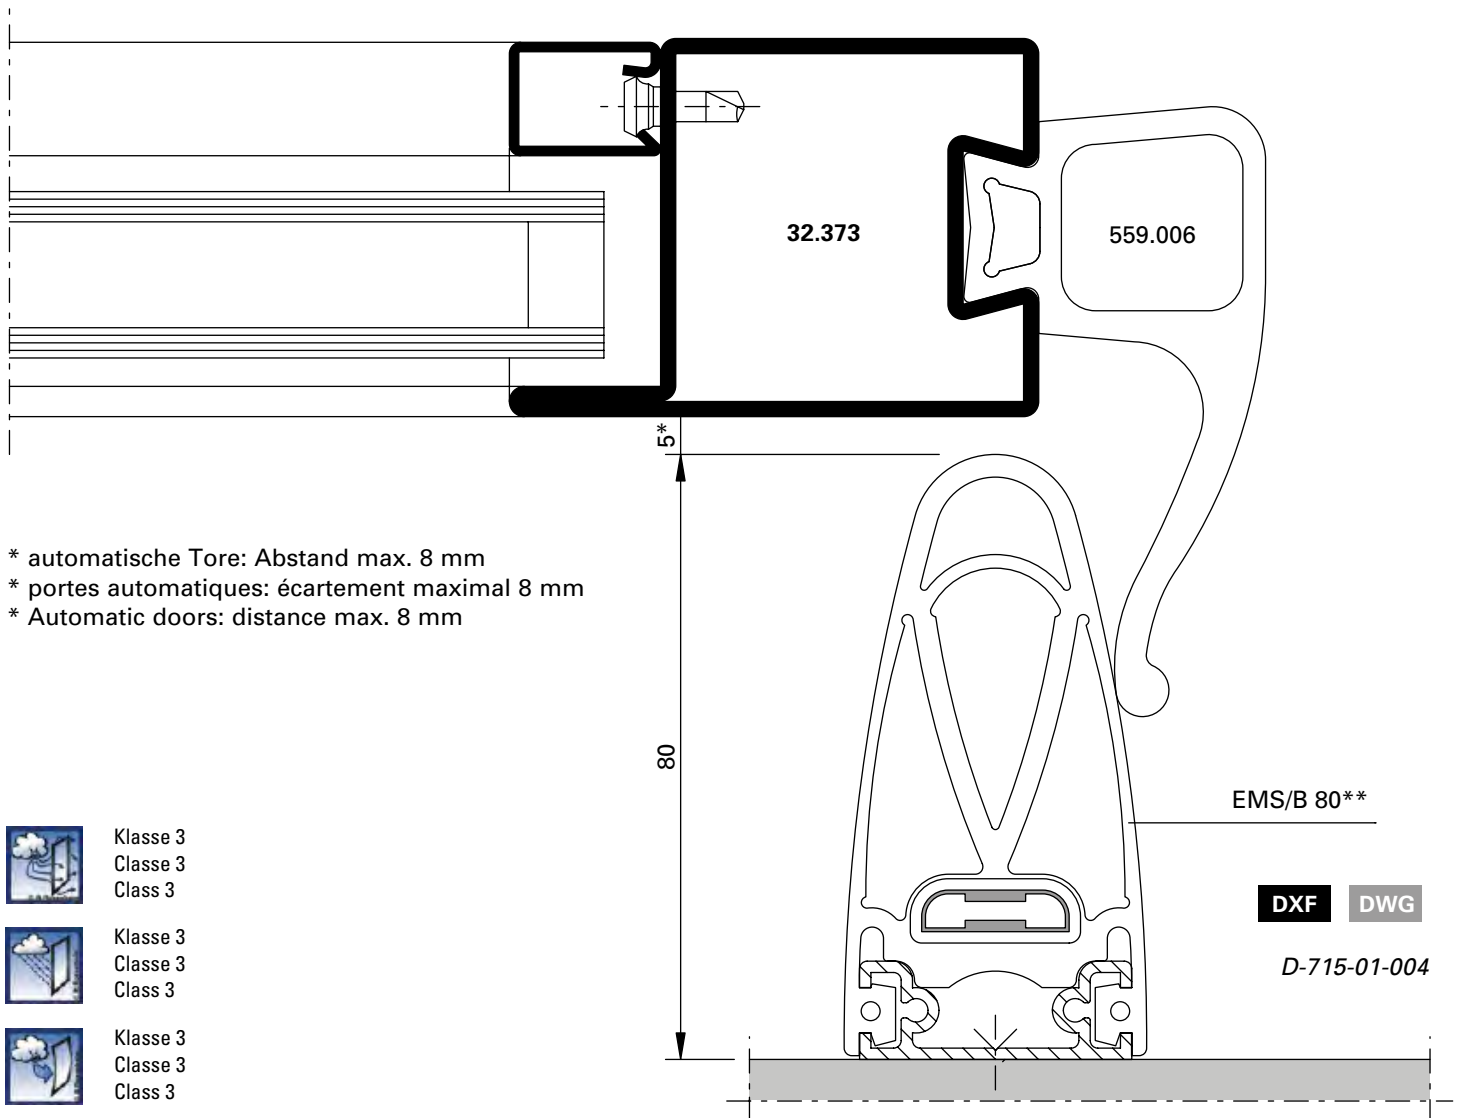 32.373
559.006
5*
* automatische Tore: Abstand max. 8 mm
* portes automatiques: écartement maximal 8 mm
* Automatic doors: distance max. 8 mm
80
EMS/B 80**
Klasse 3
Classe 3
Class 3
DXF DWG
Klasse 3
Classe 3
Class 3
D-715-01-004
Klasse 3
Classe 3
Class 3